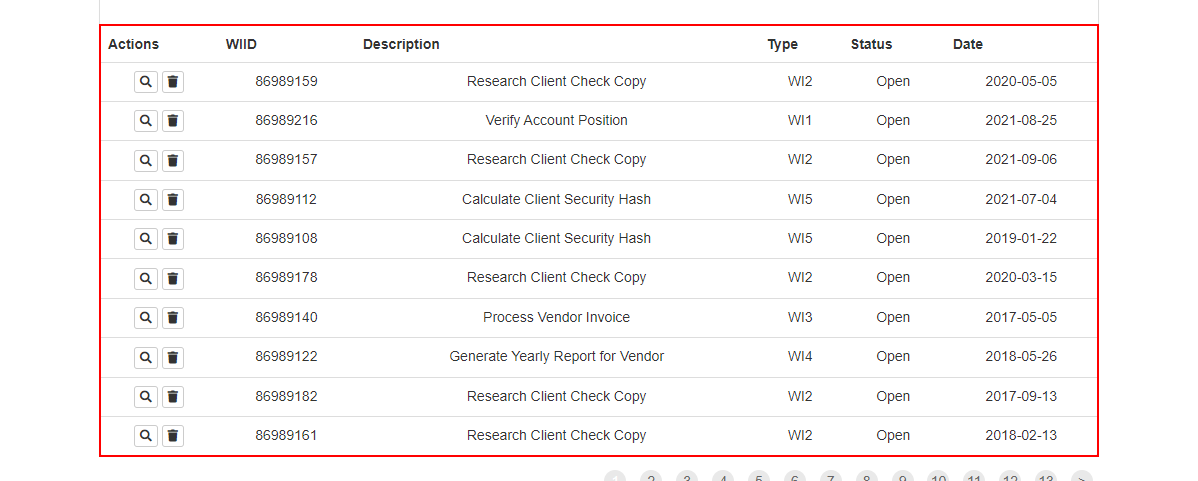 Actions WIID Description Type Status Date
86989159 Research Client Check Copy WI2 Open 2020-05-05
86989216 Verify Account Position WI1 Open 2021-08-25
86989157 Research Client Check Copy WI2 Open 2021-09-06
86989112 Calculate Client Security Hash WI5 Open 2021-07-04
86989108 Calculate Client Security Hash WI5 Open 2019-01-22
86989178 Research Client Check Copy WI2 Open 2020-03-15
86989140 Process Vendor Invoice WI3 Open 2017-05-05
86989122 Generate Yearly Report for Vendor WI4 Open 2018-05-26
86989182 Research Client Check Copy WI2 Open 2017-09-13
86989161 Research Client Check Copy WI2 Open 2018-02-13
1 2 3 4 5 6 7 8 9 10 11 12 13 >